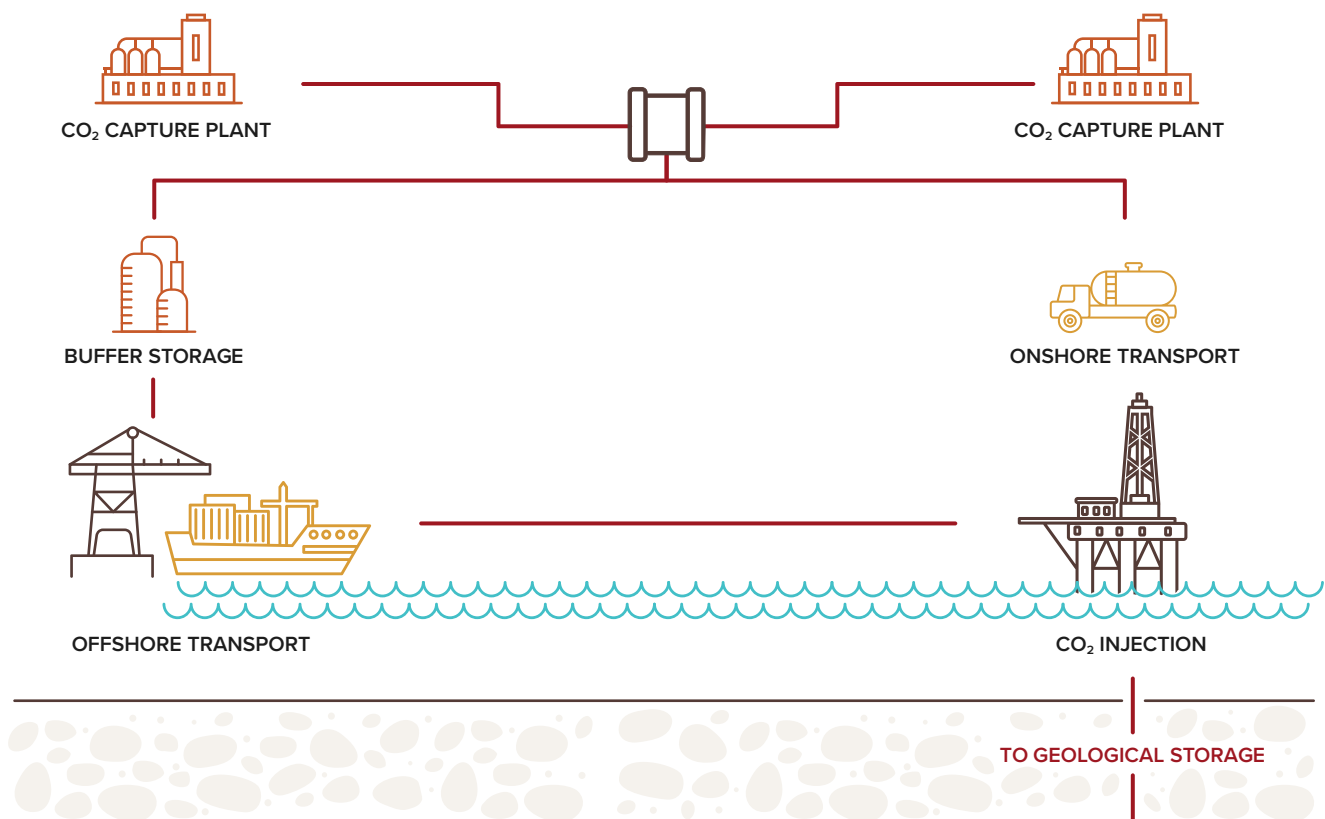 CO₂ CAPTURE PLANT
CO₂ CAPTURE PLANT
BUFFER STORAGE
ONSHORE TRANSPORT
OFFSHORE TRANSPORT
CO₂ INJECTION
TO GEOLOGICAL STORAGE